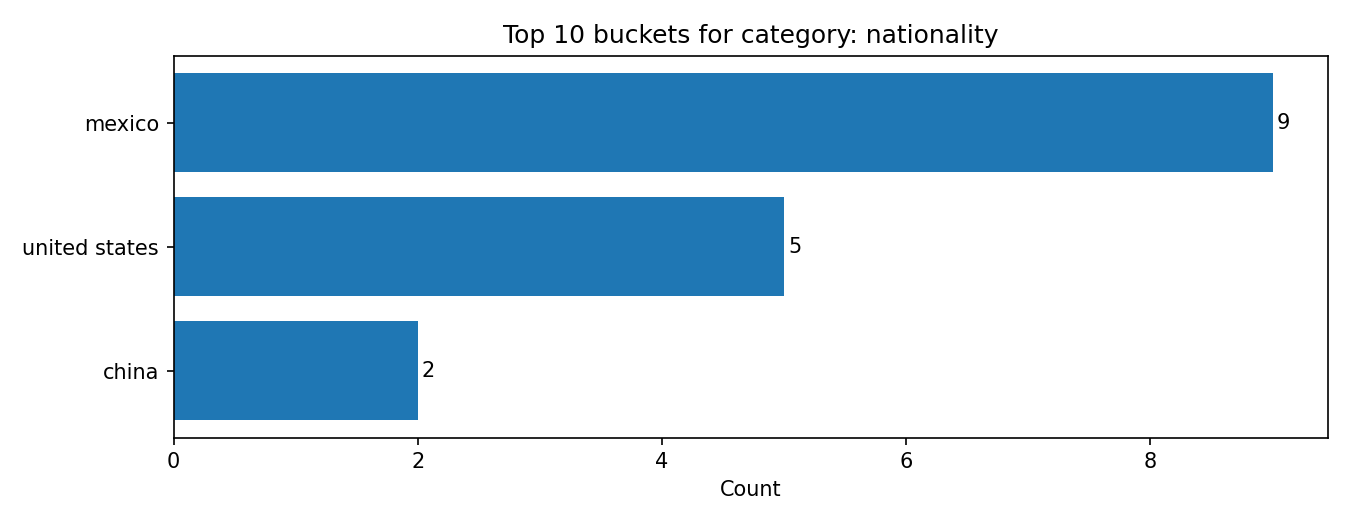 Top 10 buckets for category: nationality
mexico
9
united states
5
china
2
0 2 4 6 8
Count